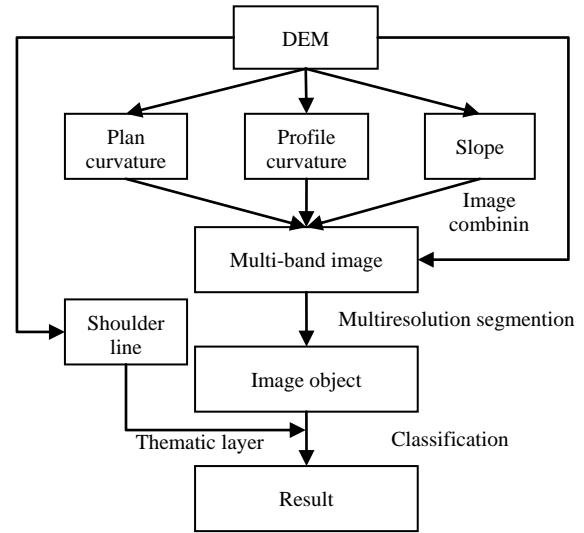 DEM
Plan
curvature
Profile
curvature
Slope
Image
combinin
Multi-band image
Shoulder
line
Multiresolution segmention
Image object
Thematic layer
Classification
Result